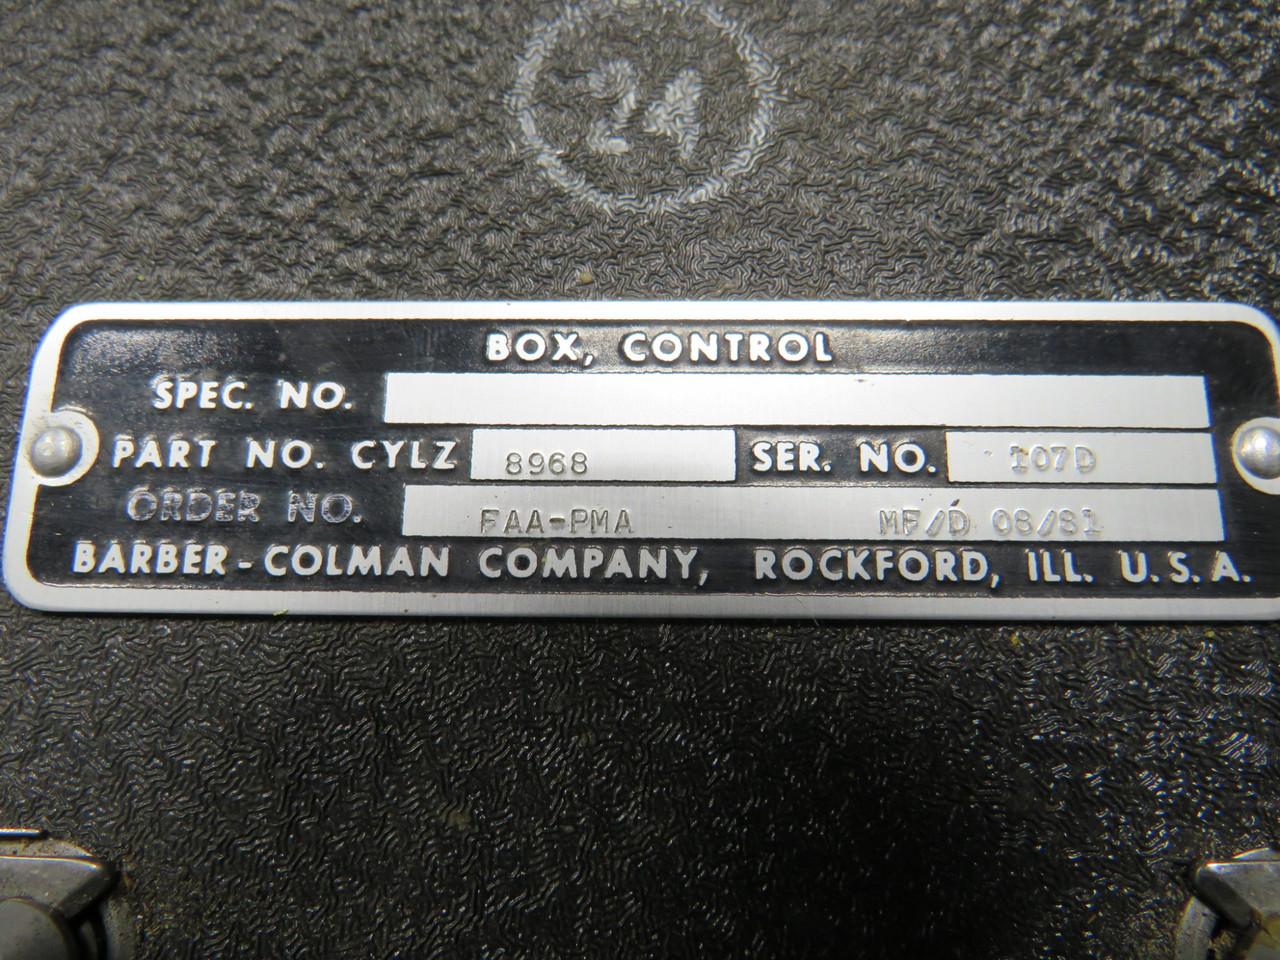 24
BOX, CONTROL
SPEC. NO.
PART NO. CYLZ 8968 SER. NO. 107D
ORDER NO. FAA-PMA MF/D 08/81
BARBER-COLMAN COMPANY, ROCKFORD, ILL. U.S.A.